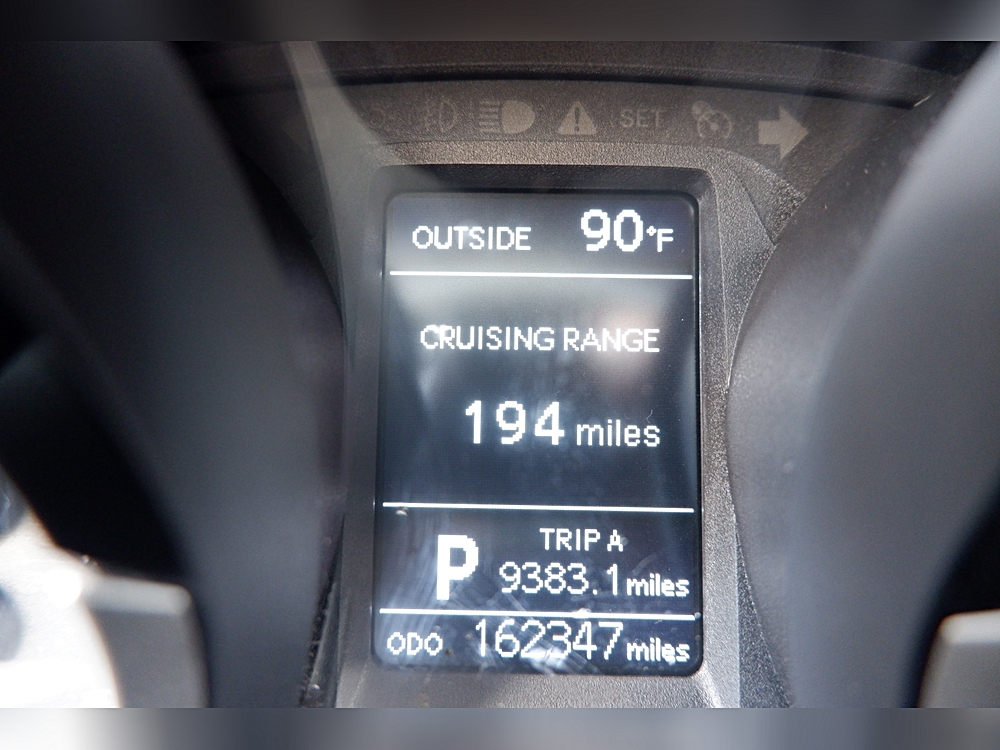 SET
OUTSIDE 90°F
CRUISING RANGE
194 miles
P
TRIP A
9383.1 miles
ODO 162347 miles